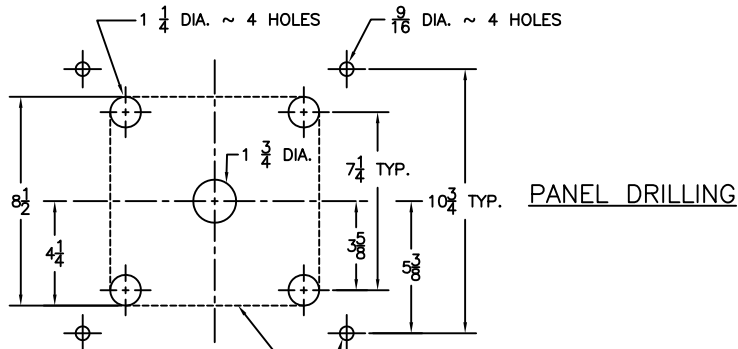 1 1/4 DIA. ~ 4 HOLES
9/16 DIA. ~ 4 HOLES
1 3/4 DIA.
7 1/4 TYP.
8 1/2
10 3/4 TYP.
PANEL DRILLING
4 1/4
3 5/8
5 3/8